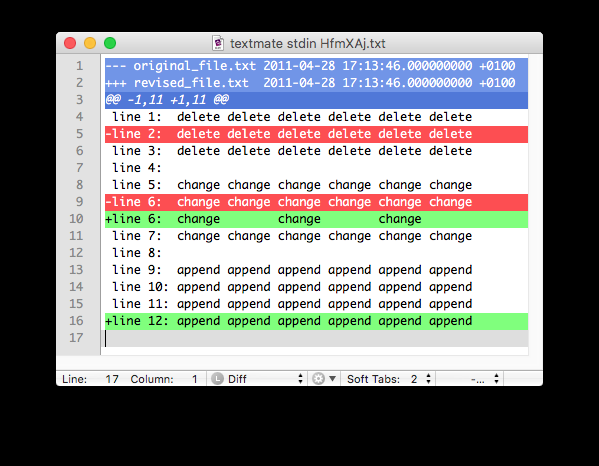 textmate stdin HfmXAj.txt
1 --- original_file.txt 2011-04-28 17:13:46.000000000 +0100
2 +++ revised_file.txt  2011-04-28 17:13:46.000000000 +0100
3 @@ -1,11 +1,11 @@
4  line 1:  delete delete delete delete delete delete
5 -line 2:  delete delete delete delete delete delete
6  line 3:  delete delete delete delete delete delete
7  line 4:
8  line 5:  change change change change change change
9 -line 6:  change change change change change change
10 +line 6:  change        change        change
11  line 7:  change change change change change change
12  line 8:
13  line 9:  append append append append append append
14  line 10: append append append append append append
15  line 11: append append append append append append
16 +line 12: append append append append append append
17
Line: 17 Column: 1 L Diff Soft Tabs: 2 -...